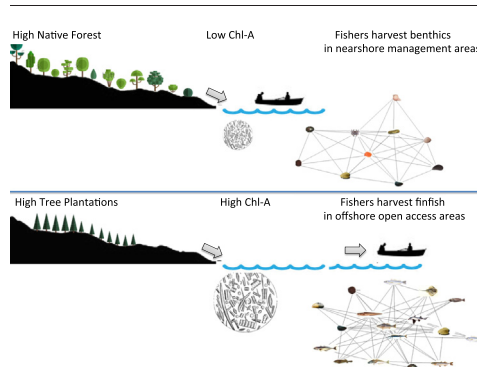 High Native Forest
Low Chl-A
Fishers harvest benthics
in nearshore management areas
High Tree Plantations
High Chl-A
Fishers harvest finfish
in offshore open access areas